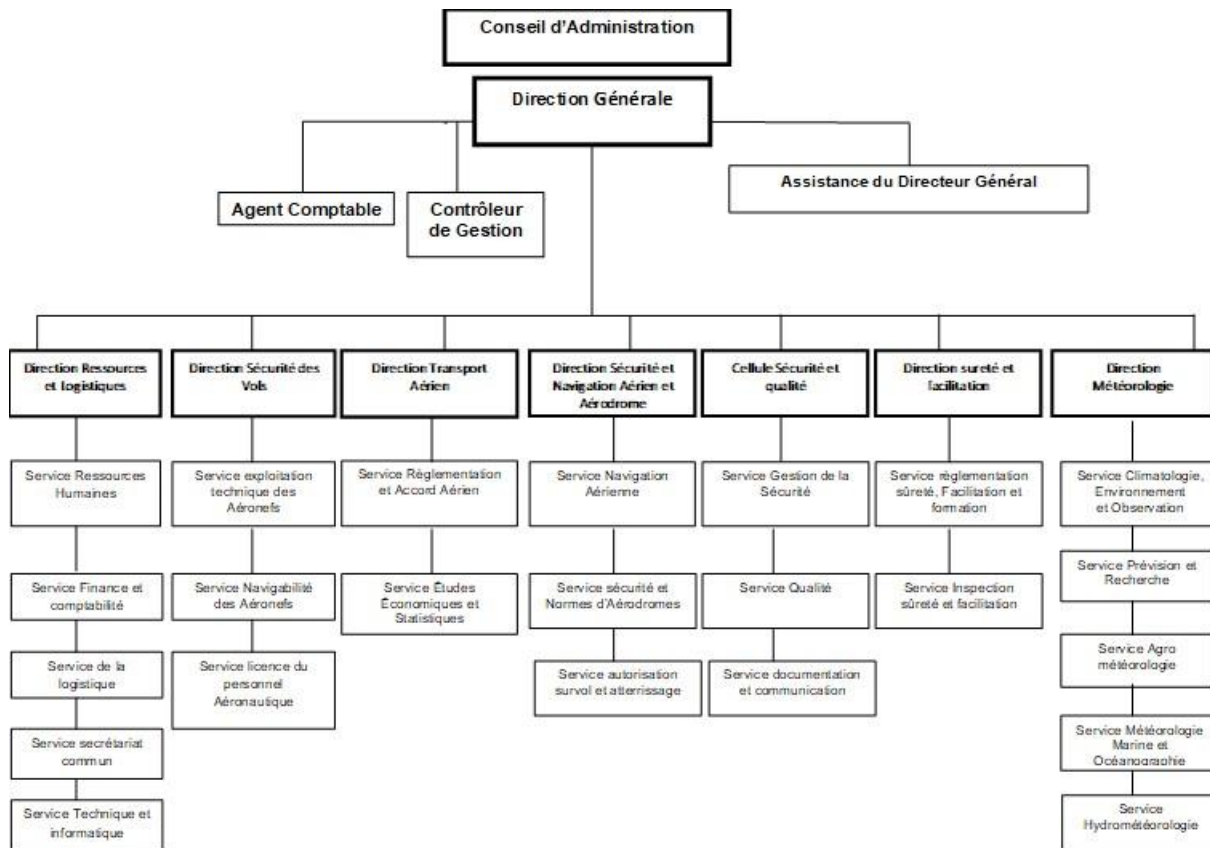 Conseil d'Administration
Direction Générale
Agent Comptable
Contrôleur
de Gestion
Assistance du Directeur Général
Direction Ressources
et logistiques
Direction Sécurité des
Vols
Direction Transport
Aérien
Direction Sécurité et
Navigation Aérien et
Aérodrome
Cellule Sécurité et
qualité
Direction sureté et
facilitation
Direction
Météorologie
Service Ressources
Humaines
Service exploitation
technique des
Aéronefs
Service Règlementation
et Accord Aérien
Service Navigation
Aérienne
Service Gestion de la
Sécurité
Service règlementation
sûreté, Facilitation et
formation
Service Climatologie,
Environnement
et Observation
Service Finance et
comptabilité
Service Navigabilité
des Aéronefs
Service Études
Économiques et
Statistiques
Service sécurité et
Normes d'Aérodromes
Service Qualité
Service Inspection
sûreté et facilitation
Service Prévision et
Recherche
Service de la
logistique
Service licence du
personnel
Aéronautique
Service autorisation
survol et atterrissage
Service documentation
et communication
Service Agro
météorologie
Service secrétariat
commun
Service Météorologie
Marine et
Océanographie
Service Technique et
informatique
Service
Hydrométéorologie